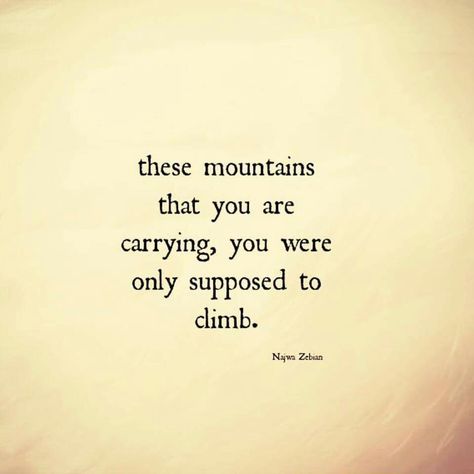 these mountains
that you are
carrying, you were
only supposed to
climb.
Najwa Zebian